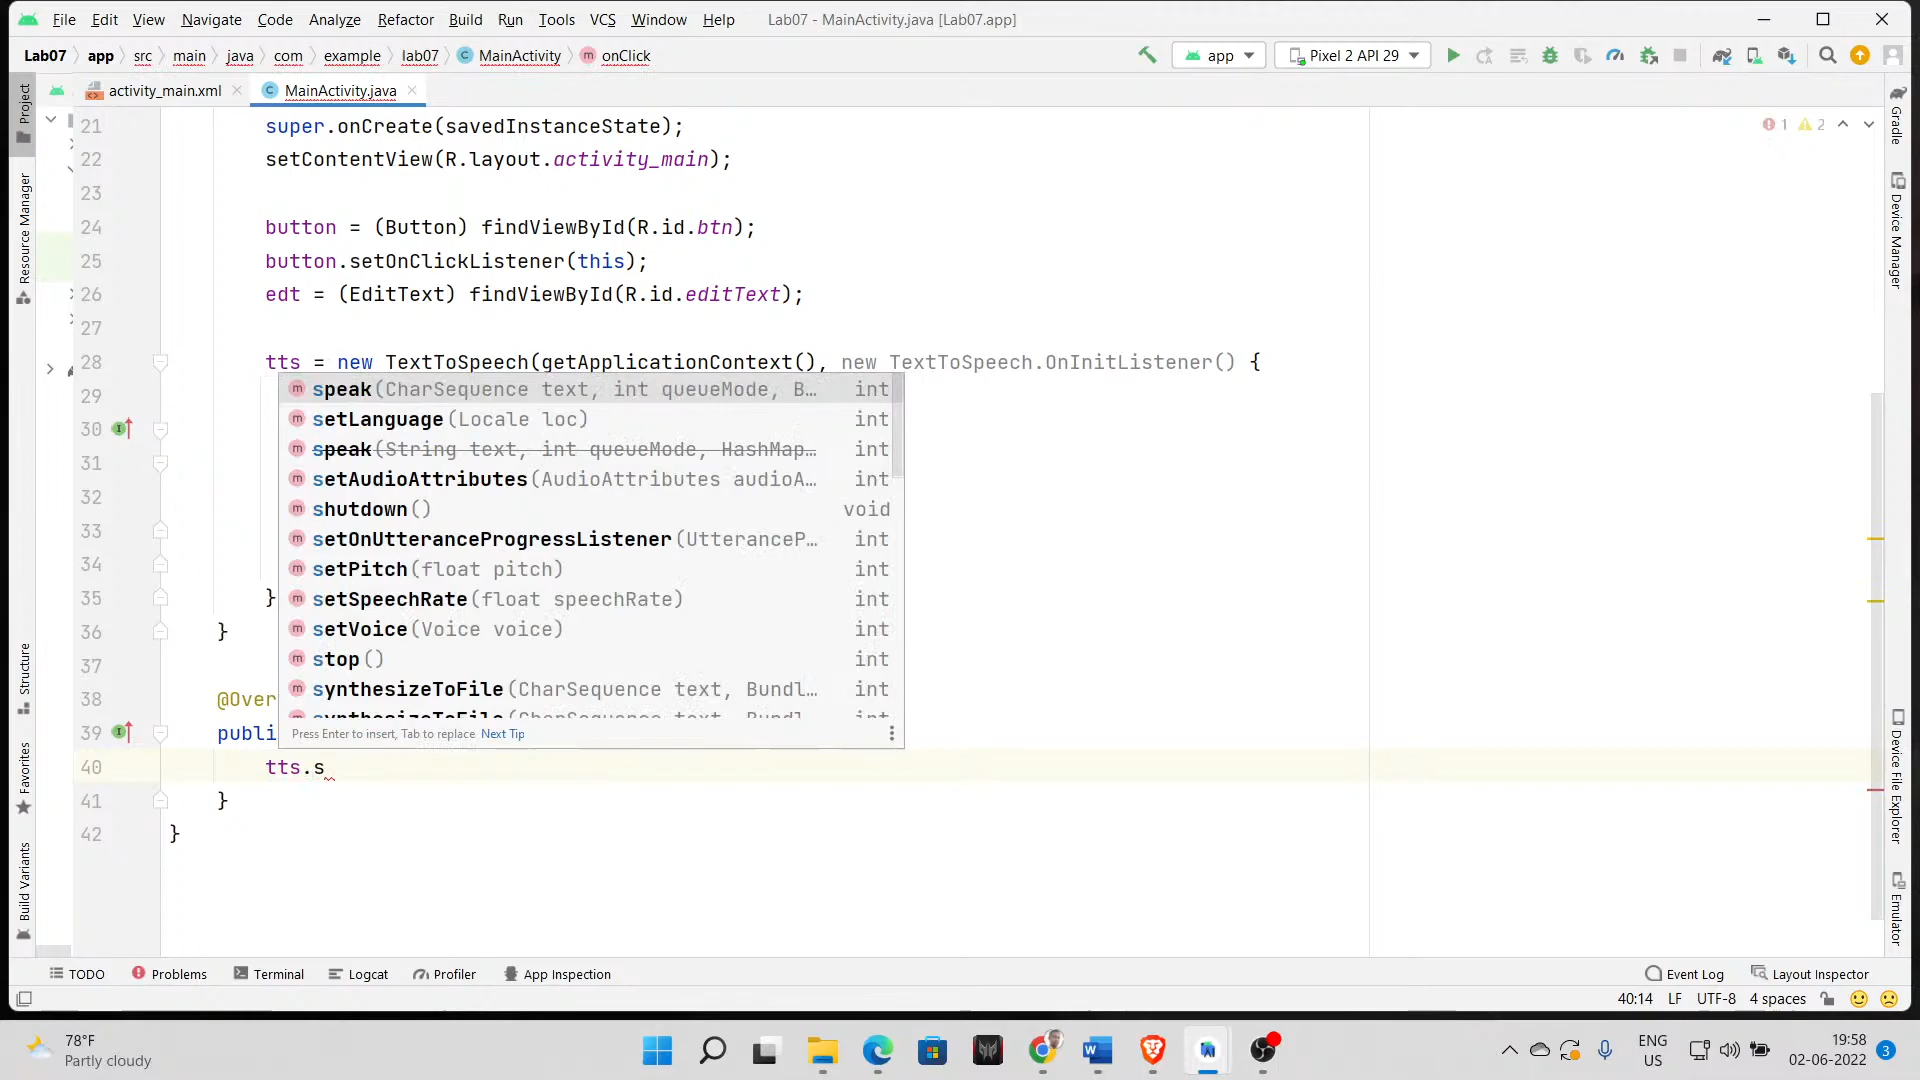 File Edit View Navigate Code Analyze Refactor Build Run Tools VCS Window Help Lab07 - MainActivity.java [Lab07.app]
Lab07 app src main java com example lab07 MainActivity onClick app Pixel 2 API 29
activity_main.xml MainActivity.java
21 super.onCreate(savedInstanceState);
22 setContentView(R.layout.activity_main);
23
24 button = (Button) findViewById(R.id.btn);
25 button.setOnClickListener(this);
26 edt = (EditText) findViewById(R.id.editText);
27
28 tts = new TextToSpeech(getApplicationContext(), new TextToSpeech.OnInitListener() {
29
30
31
32
33
34
35 }
36 }
37
38 @Over
39 publi
40 tts.s
41 }
42 }
speak(CharSequence text, int queueMode, B… int
setLanguage(Locale loc) int
speak(String text, int queueMode, HashMap… int
setAudioAttributes(AudioAttributes audioA… int
shutdown() void
setOnUtteranceProgressListener(UtteranceP… int
setPitch(float pitch) int
setSpeechRate(float speechRate) int
setVoice(Voice voice) int
stop() int
synthesizeToFile(CharSequence text, Bundl… int
synthesizeToFile(CharSequence text, Bundl int
Press Enter to insert, Tab to replace Next Tip
1 2
Project
Resource Manager
Structure
Favorites
Build Variants
Gradle
Device Manager
Device File Explorer
Emulator
TODO Problems Terminal Logcat Profiler App Inspection Event Log Layout Inspector
40:14 LF UTF-8 4 spaces
78°F
Partly cloudy
ENG
US
19:58
02-06-2022
3